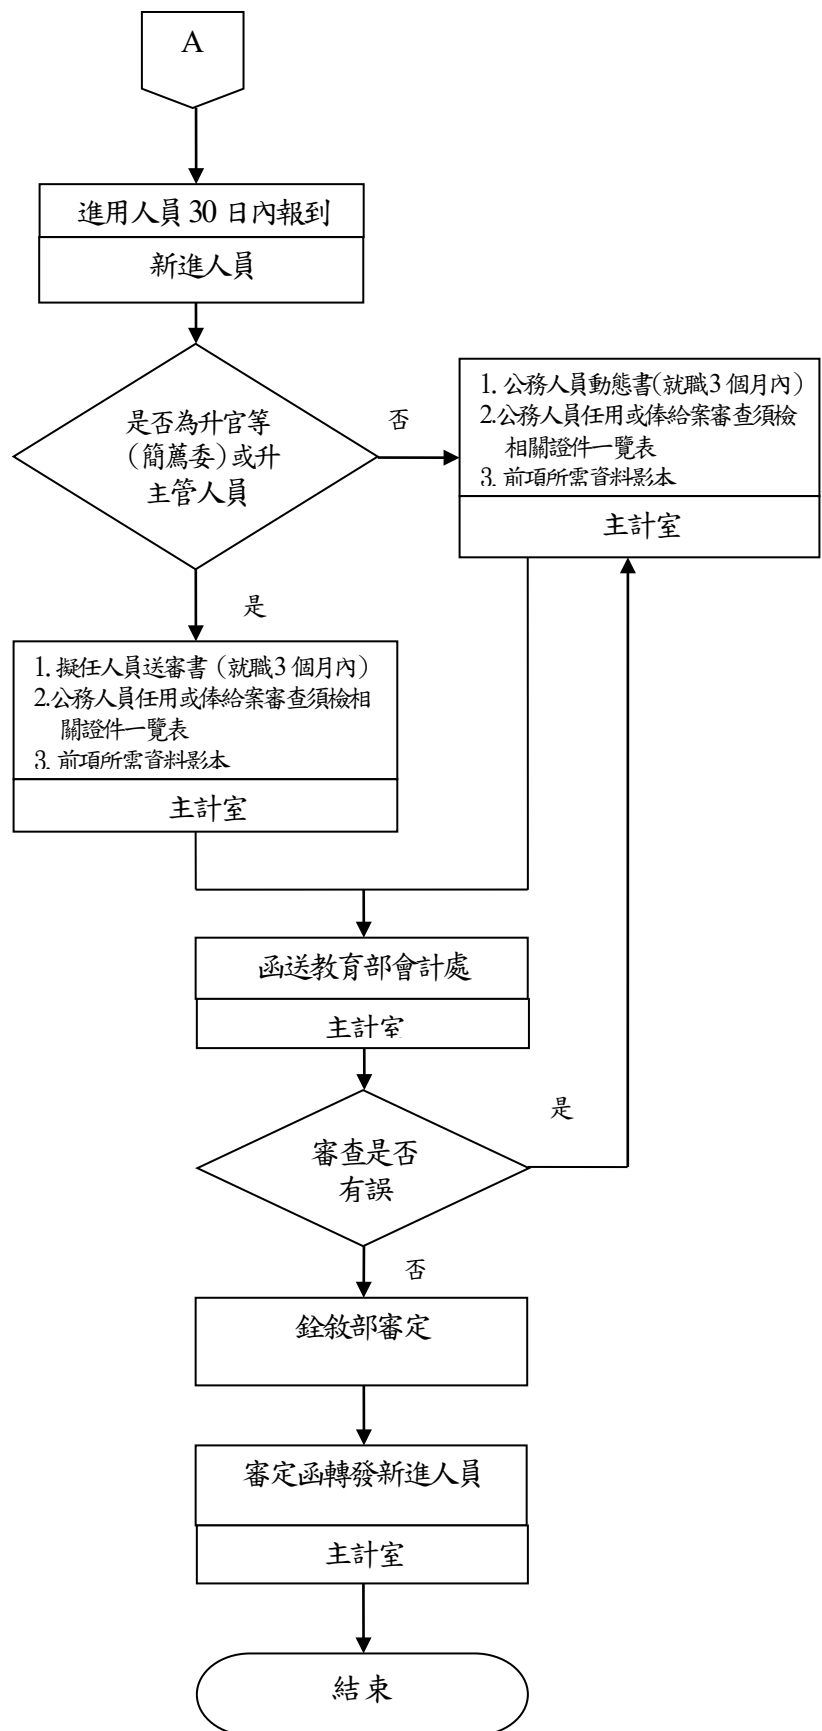 A
進用人員 30 日內報到
新進人員
是否為升官等
（簡薦委）或升
主管人員
否
1. 公務人員動態書（就職 3 個月內）
2.公務人員任用或俸給案審查須檢
相關證件一覽表
3. 前項所需資料影本
主計室
是
1. 擬任人員送審書（就職 3 個月內）
2.公務人員任用或俸給案審查須檢相
關證件一覽表
3. 前項所需資料影本
主計室
函送教育部會計處
主計室
審查是否
有誤
是
否
銓敘部審定
審定函轉發新進人員
主計室
結束